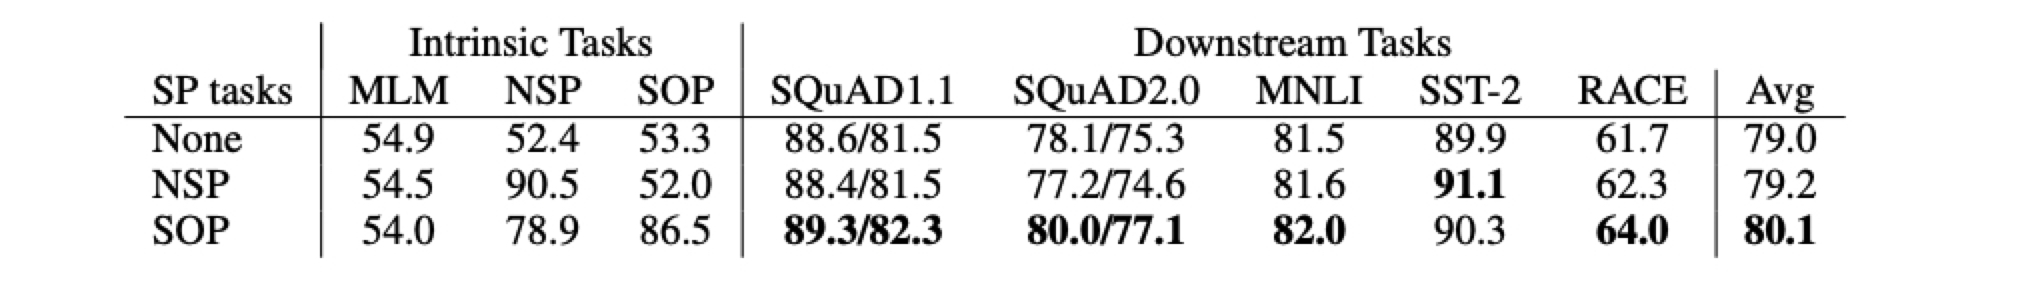 Intrinsic Tasks Downstream Tasks
SP tasks MLM NSP SOP SQuAD1.1 SQuAD2.0 MNLI SST-2 RACE Avg
None 54.9 52.4 53.3 88.6/81.5 78.1/75.3 81.5 89.9 61.7 79.0
NSP 54.5 90.5 52.0 88.4/81.5 77.2/74.6 81.6 91.1 62.3 79.2
SOP 54.0 78.9 86.5 89.3/82.3 80.0/77.1 82.0 90.3 64.0 80.1